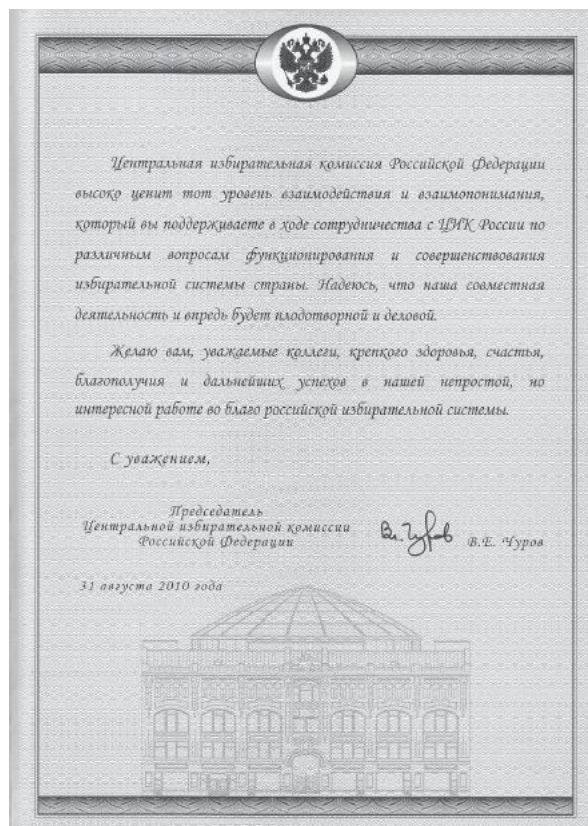 Центральная избирательная комиссия Российской Федерации
высоко ценит тот уровень взаимодействия и взаимопонимания,
который вы поддерживаете в ходе сотрудничества с ЦИК России по
различным вопросам функционирования и совершенствования
избирательной системы страны. Надеюсь, что наша совместная
деятельность и впредь будет плодотворной и деловой.
Желаю вам, уважаемые коллеги, крепкого здоровья, счастья,
благополучия и дальнейших успехов в нашей непростой, но
интересной работе во благо российской избирательной системы.
С уважением,
Председатель
Центральной избирательной комиссии
Российской Федерации
Вл. Чуров
В.Е. Чуров
31 августа 2010 года